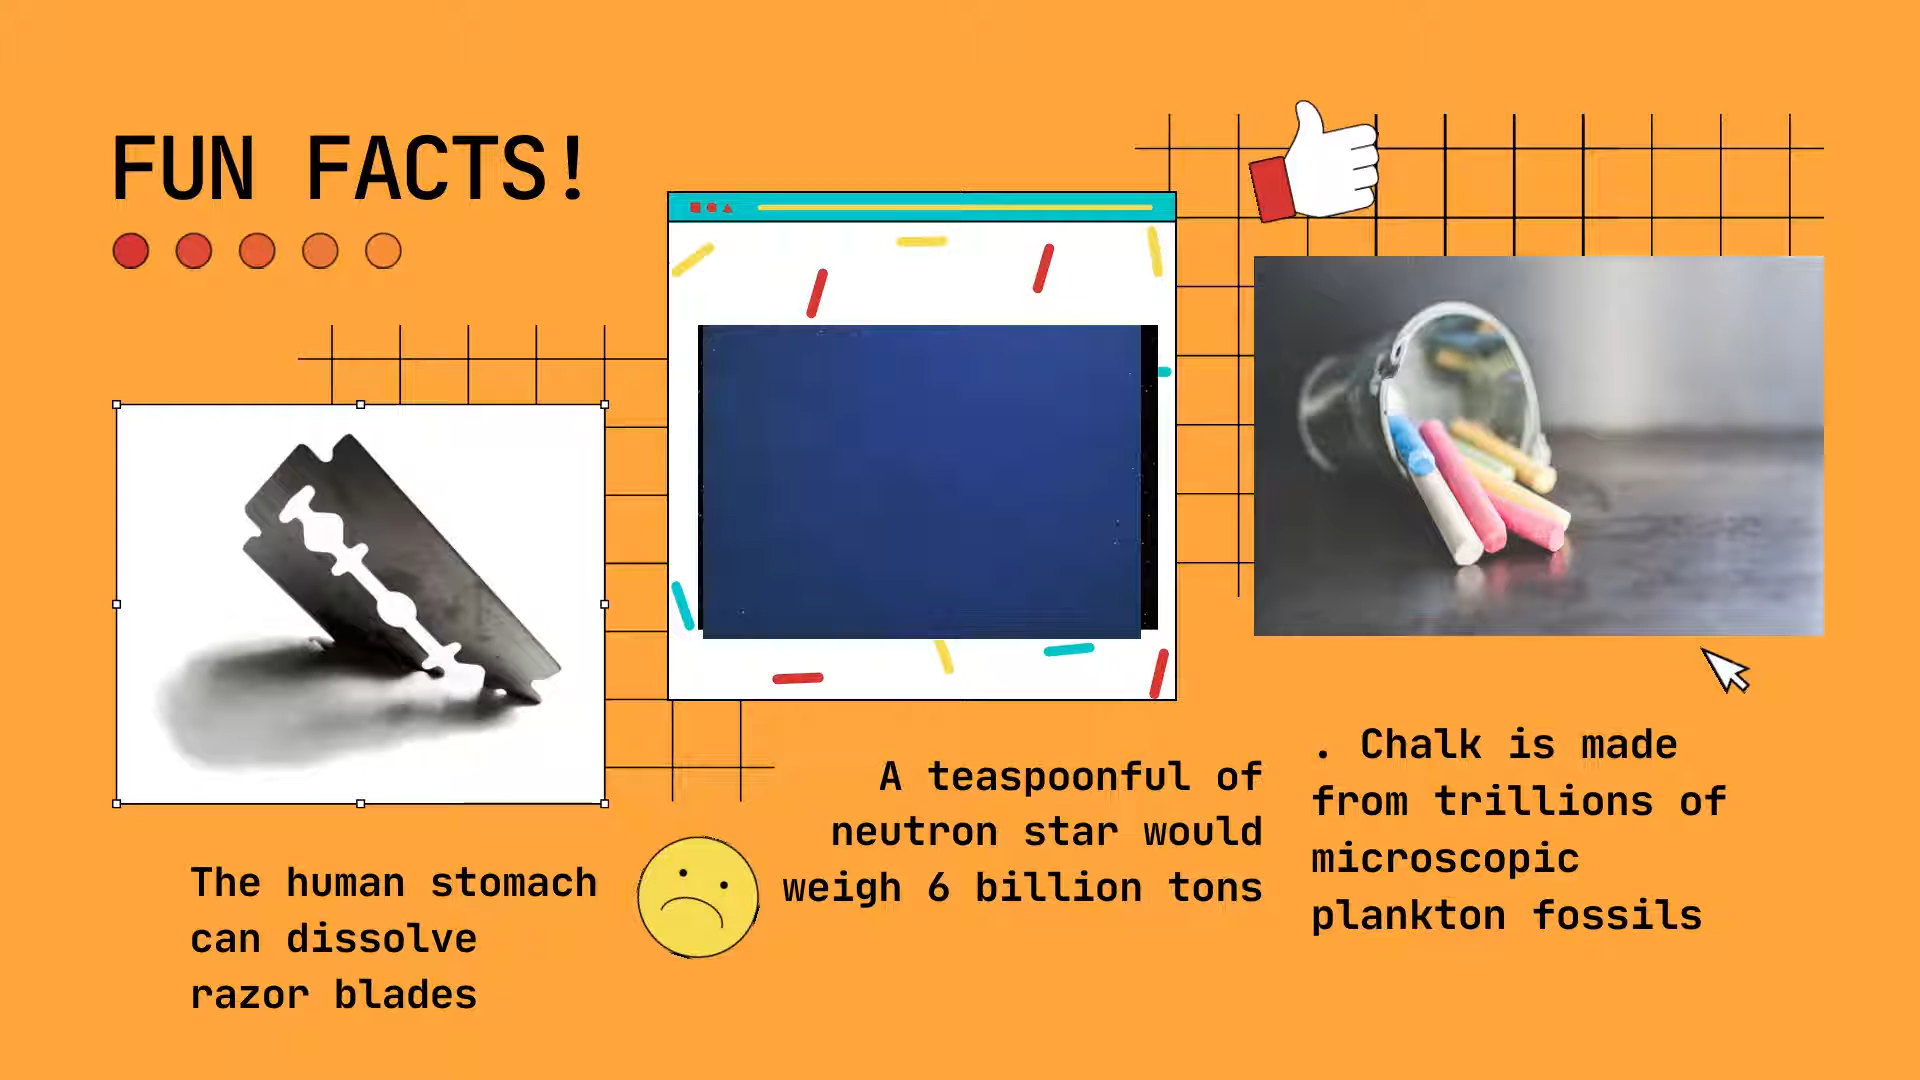 FUN FACTS!
The human stomach
can dissolve
razor blades
A teaspoonful of
neutron star would
weigh 6 billion tons
. Chalk is made
from trillions of
microscopic
plankton fossils